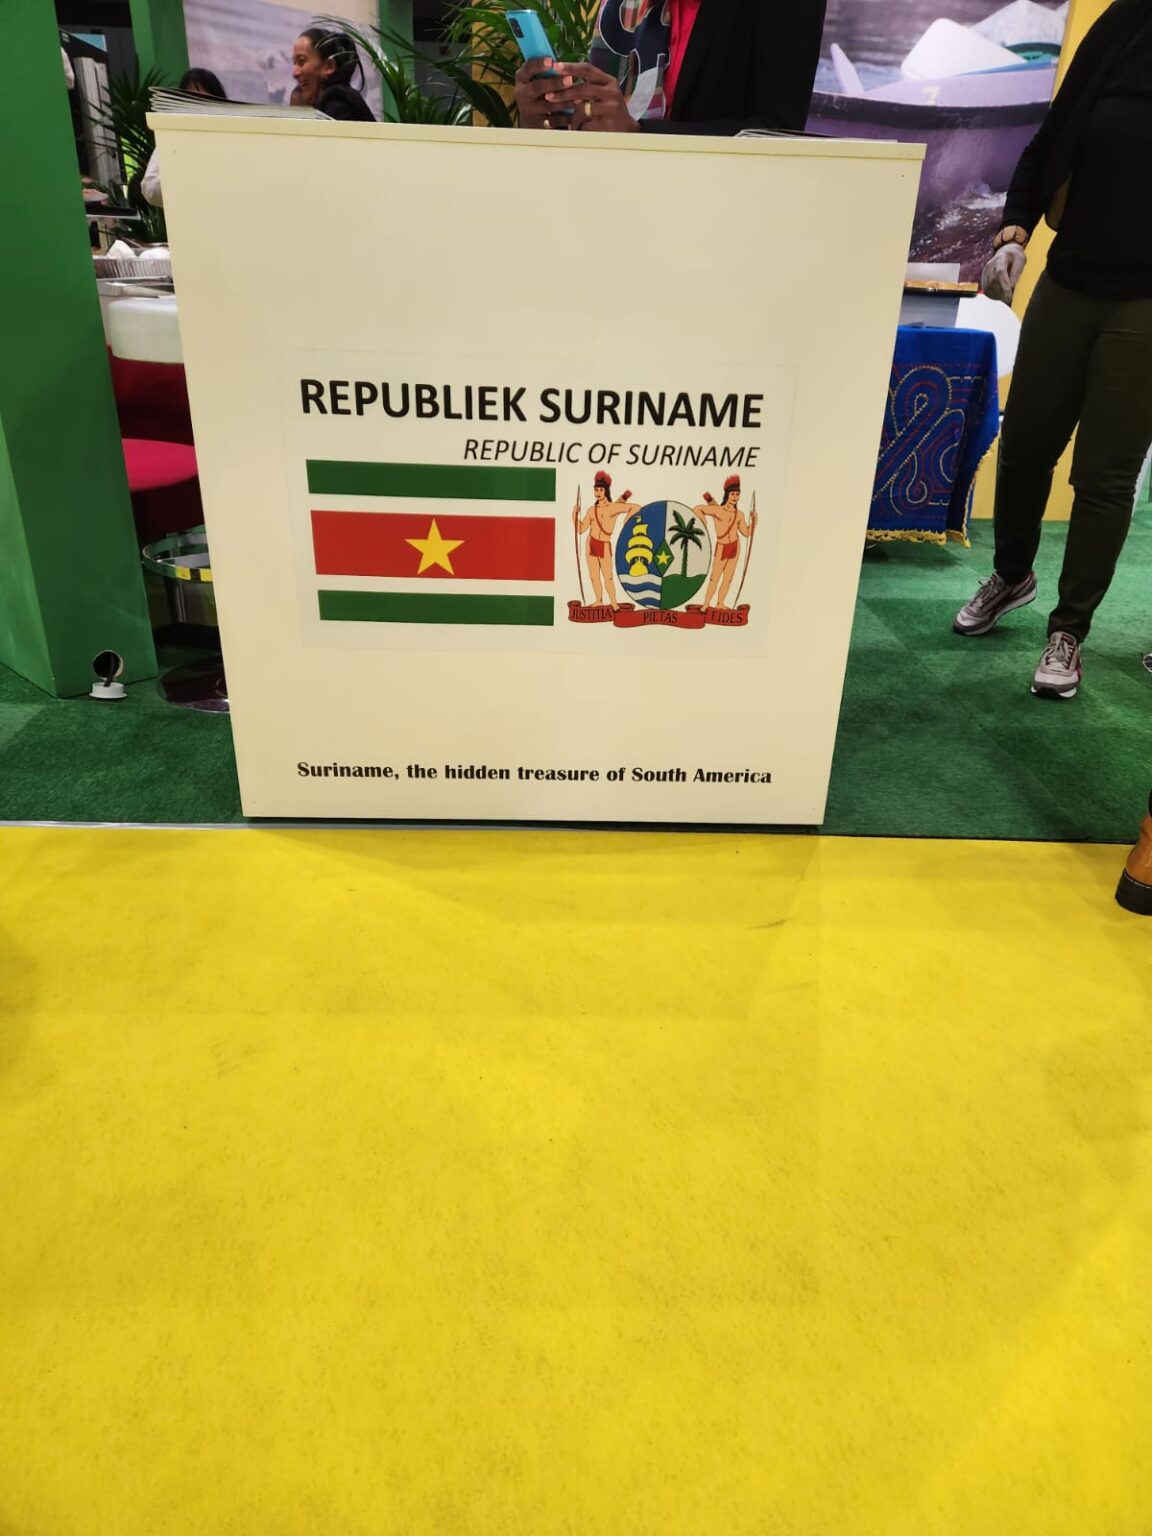 REPUBLIEK SURINAME
REPUBLIC OF SURINAME
JUSTITIA PIETAS FIDES
Suriname, the hidden treasure of South America